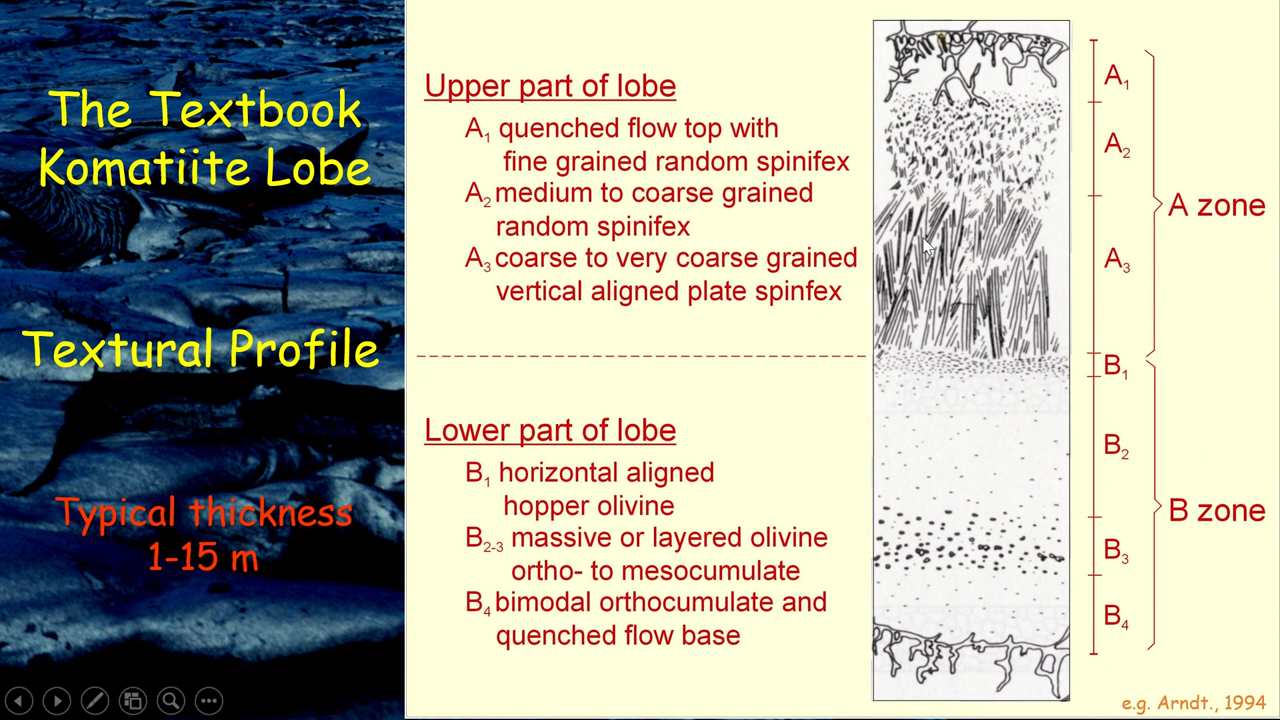 The Textbook
Komatiite Lobe
Textural Profile
Typical thickness
1-15 m
Upper part of lobe
A1 quenched flow top with
fine grained random spinifex
A2 medium to coarse grained
random spinifex
A3 coarse to very coarse grained
vertical aligned plate spinfex
Lower part of lobe
B1 horizontal aligned
hopper olivine
B2-3 massive or layered olivine
ortho- to mesocumulate
B4 bimodal orthocumulate and
quenched flow base
A1
A2
A3
A zone
B1
B2
B3
B4
B zone
e.g. Arndt., 1994